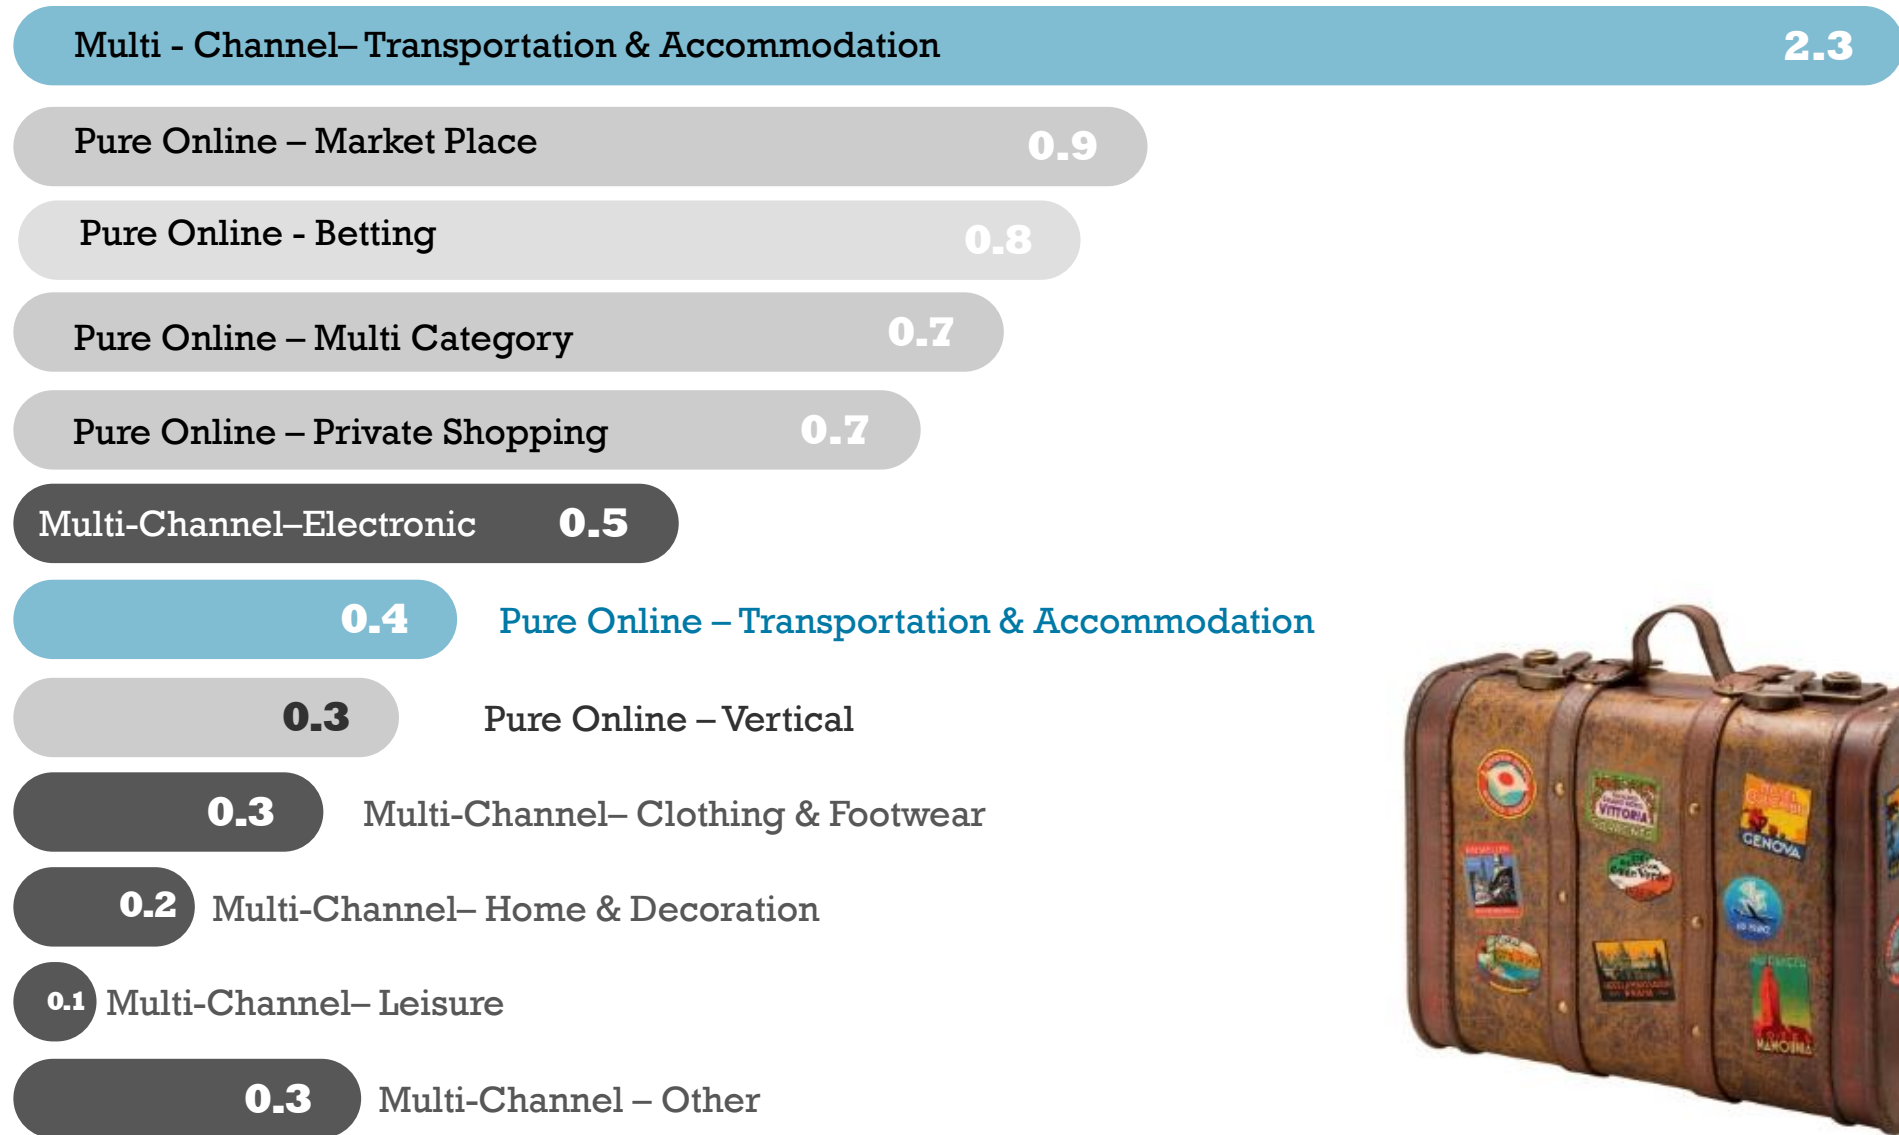 Multi - Channel– Transportation & Accommodation 2.3
Pure Online – Market Place 0.9
Pure Online - Betting 0.8
Pure Online – Multi Category 0.7
Pure Online – Private Shopping 0.7
Multi-Channel–Electronic 0.5
0.4 Pure Online – Transportation & Accommodation
0.3 Pure Online – Vertical
0.3 Multi-Channel– Clothing & Footwear
0.2 Multi-Channel– Home & Decoration
0.1 Multi-Channel– Leisure
0.3 Multi-Channel – Other
VITTORIA
GENOVA
MAMOUNIA